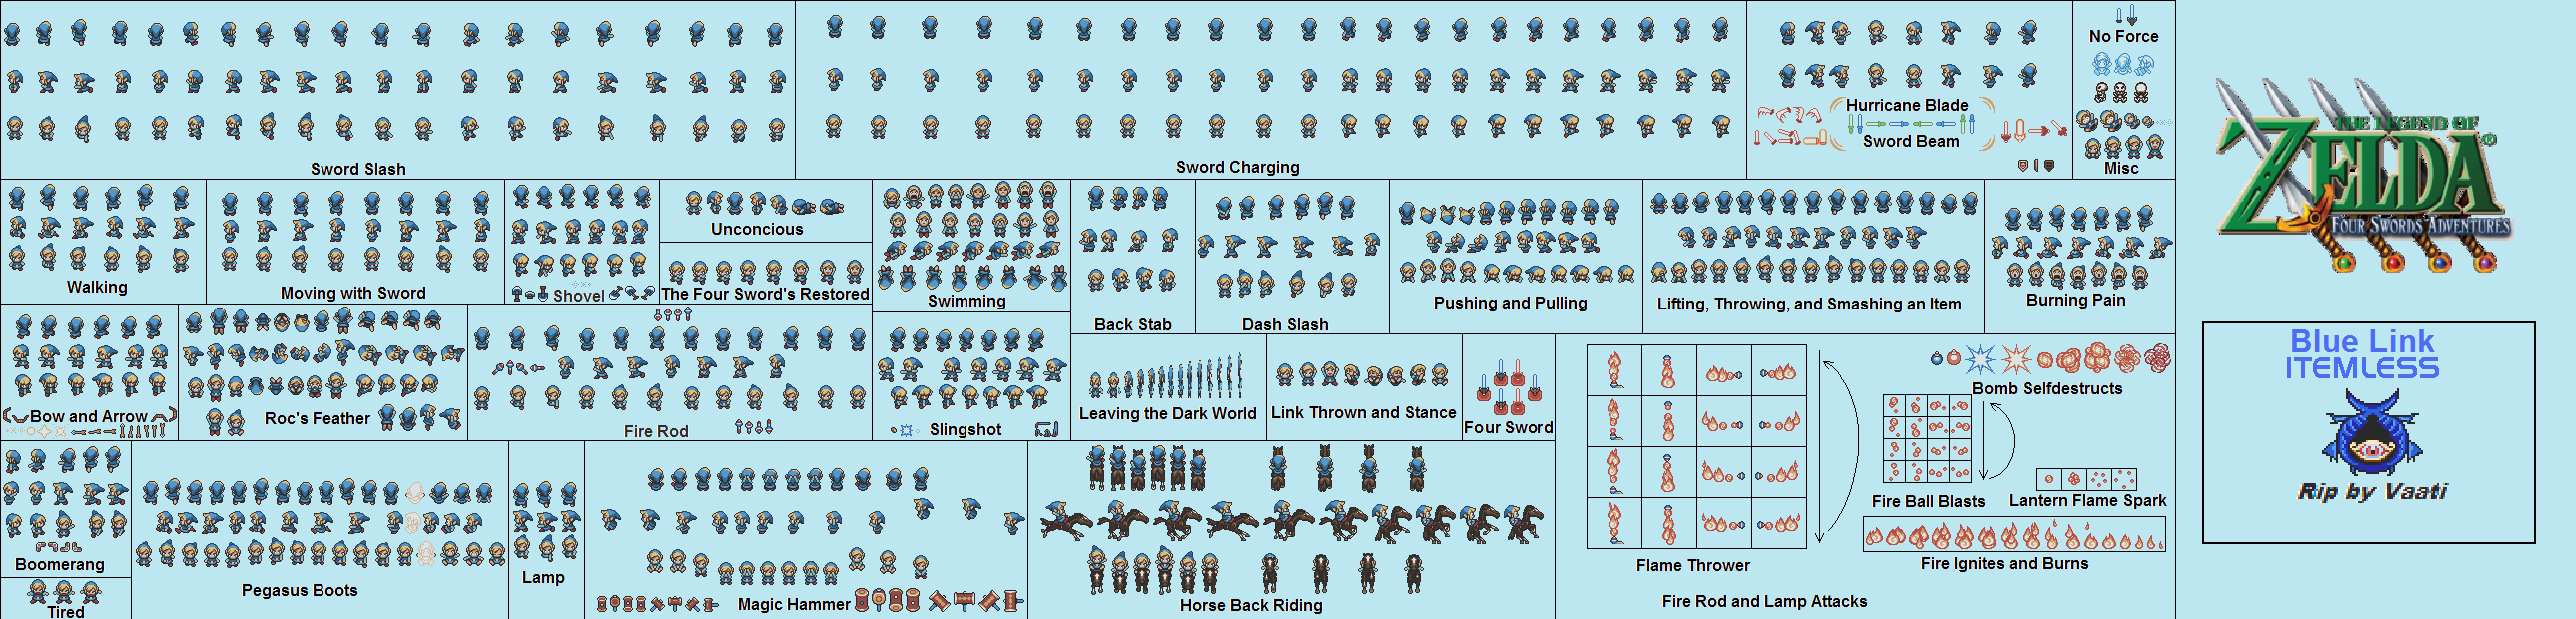 No Force
Hurricane Blade
Sword Beam
Sword Slash
Sword Charging
Misc
THE LEGEND OF
ZELDA®
FOUR SWORDS ADVENTURES
Unconcious
Walking
Moving with Sword
Shovel
The Four Sword's Restored
Swimming
Back Stab
Dash Slash
Pushing and Pulling
Lifting, Throwing, and Smashing an Item
Burning Pain
Blue Link
ITEMLESS
Rip by Vaati
Bow and Arrow
Roc's Feather
Fire Rod
Slingshot
Leaving the Dark World
Link Thrown and Stance
Four Sword
Bomb Selfdestructs
Fire Ball Blasts
Lantern Flame Spark
Boomerang
Tired
Pegasus Boots
Lamp
Magic Hammer
Horse Back Riding
Flame Thrower
Fire Ignites and Burns
Fire Rod and Lamp Attacks